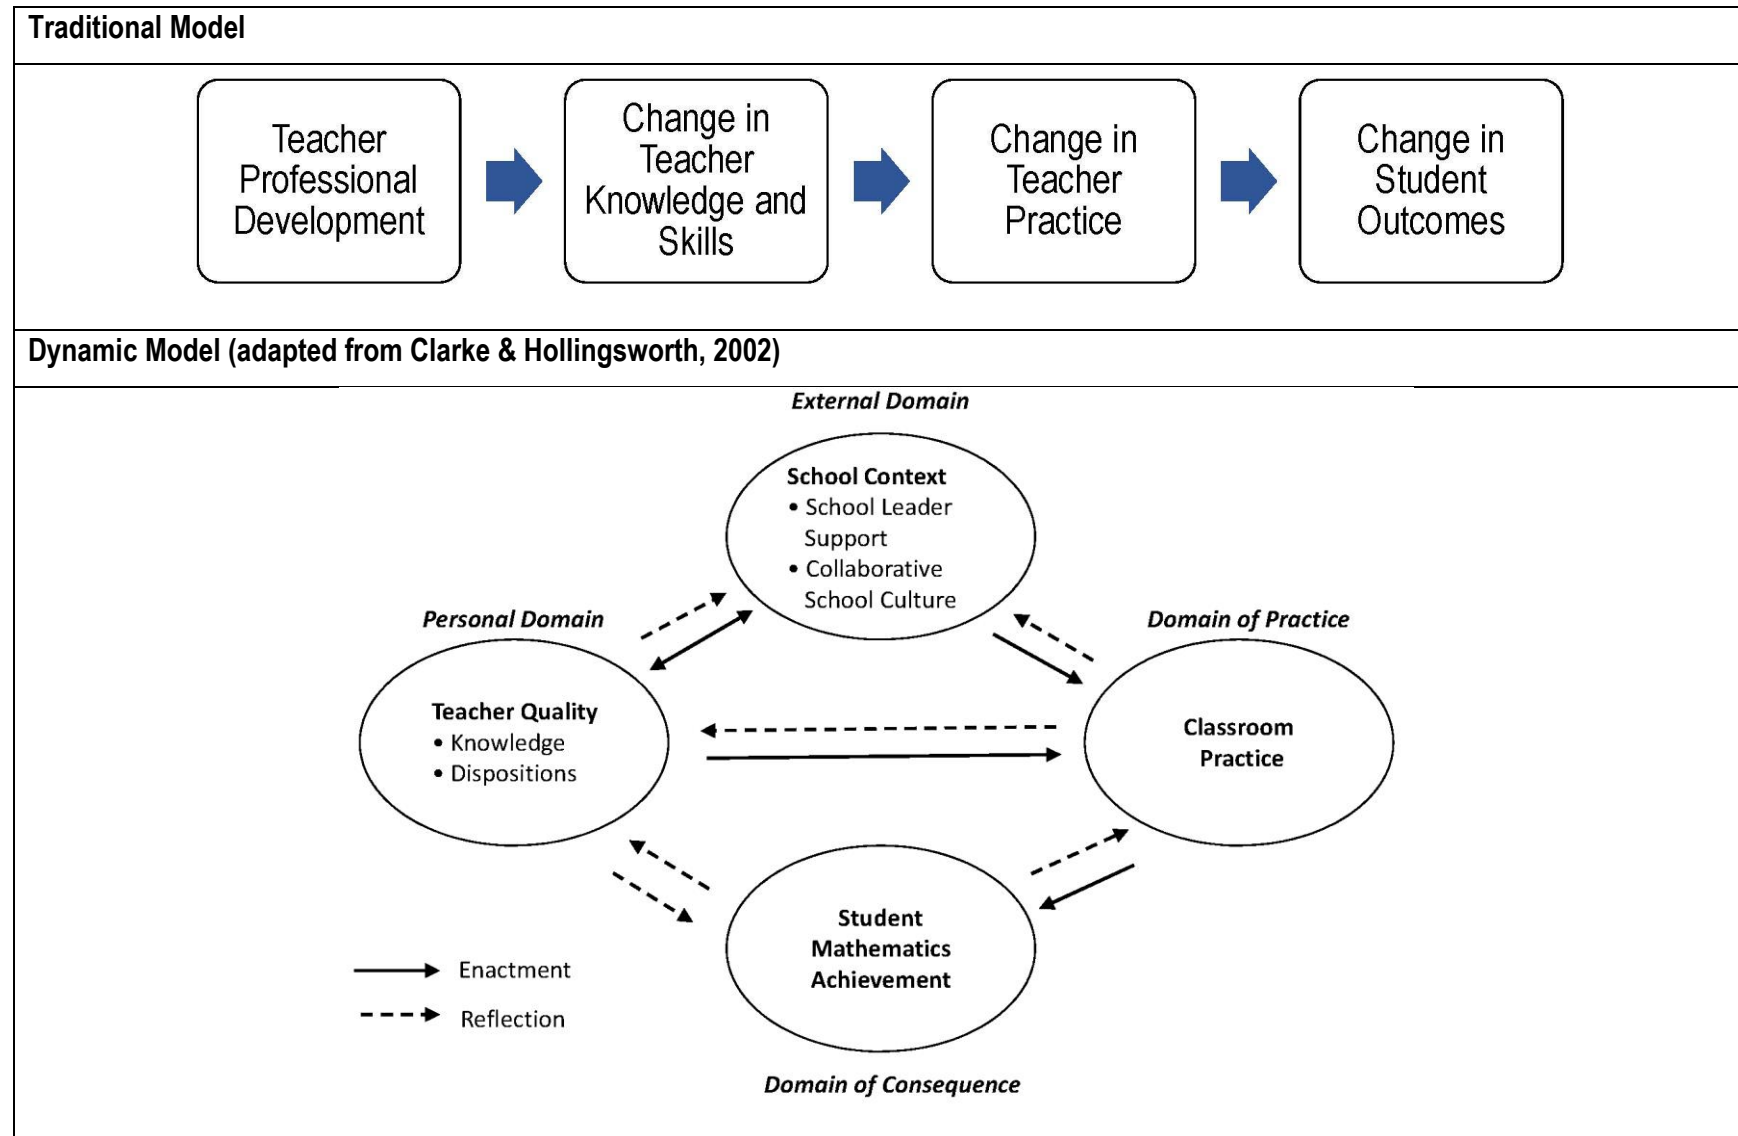 Traditional Model
Teacher
Professional
Development
Change in
Teacher
Knowledge and
Skills
Change in
Teacher
Practice
Change in
Student
Outcomes
Dynamic Model (adapted from Clarke & Hollingsworth, 2002)
External Domain
School Context
• School Leader
Support
• Collaborative
School Culture
Personal Domain
Teacher Quality
• Knowledge
• Dispositions
Domain of Practice
Classroom
Practice
Student
Mathematics
Achievement
Enactment
Reflection
Domain of Consequence